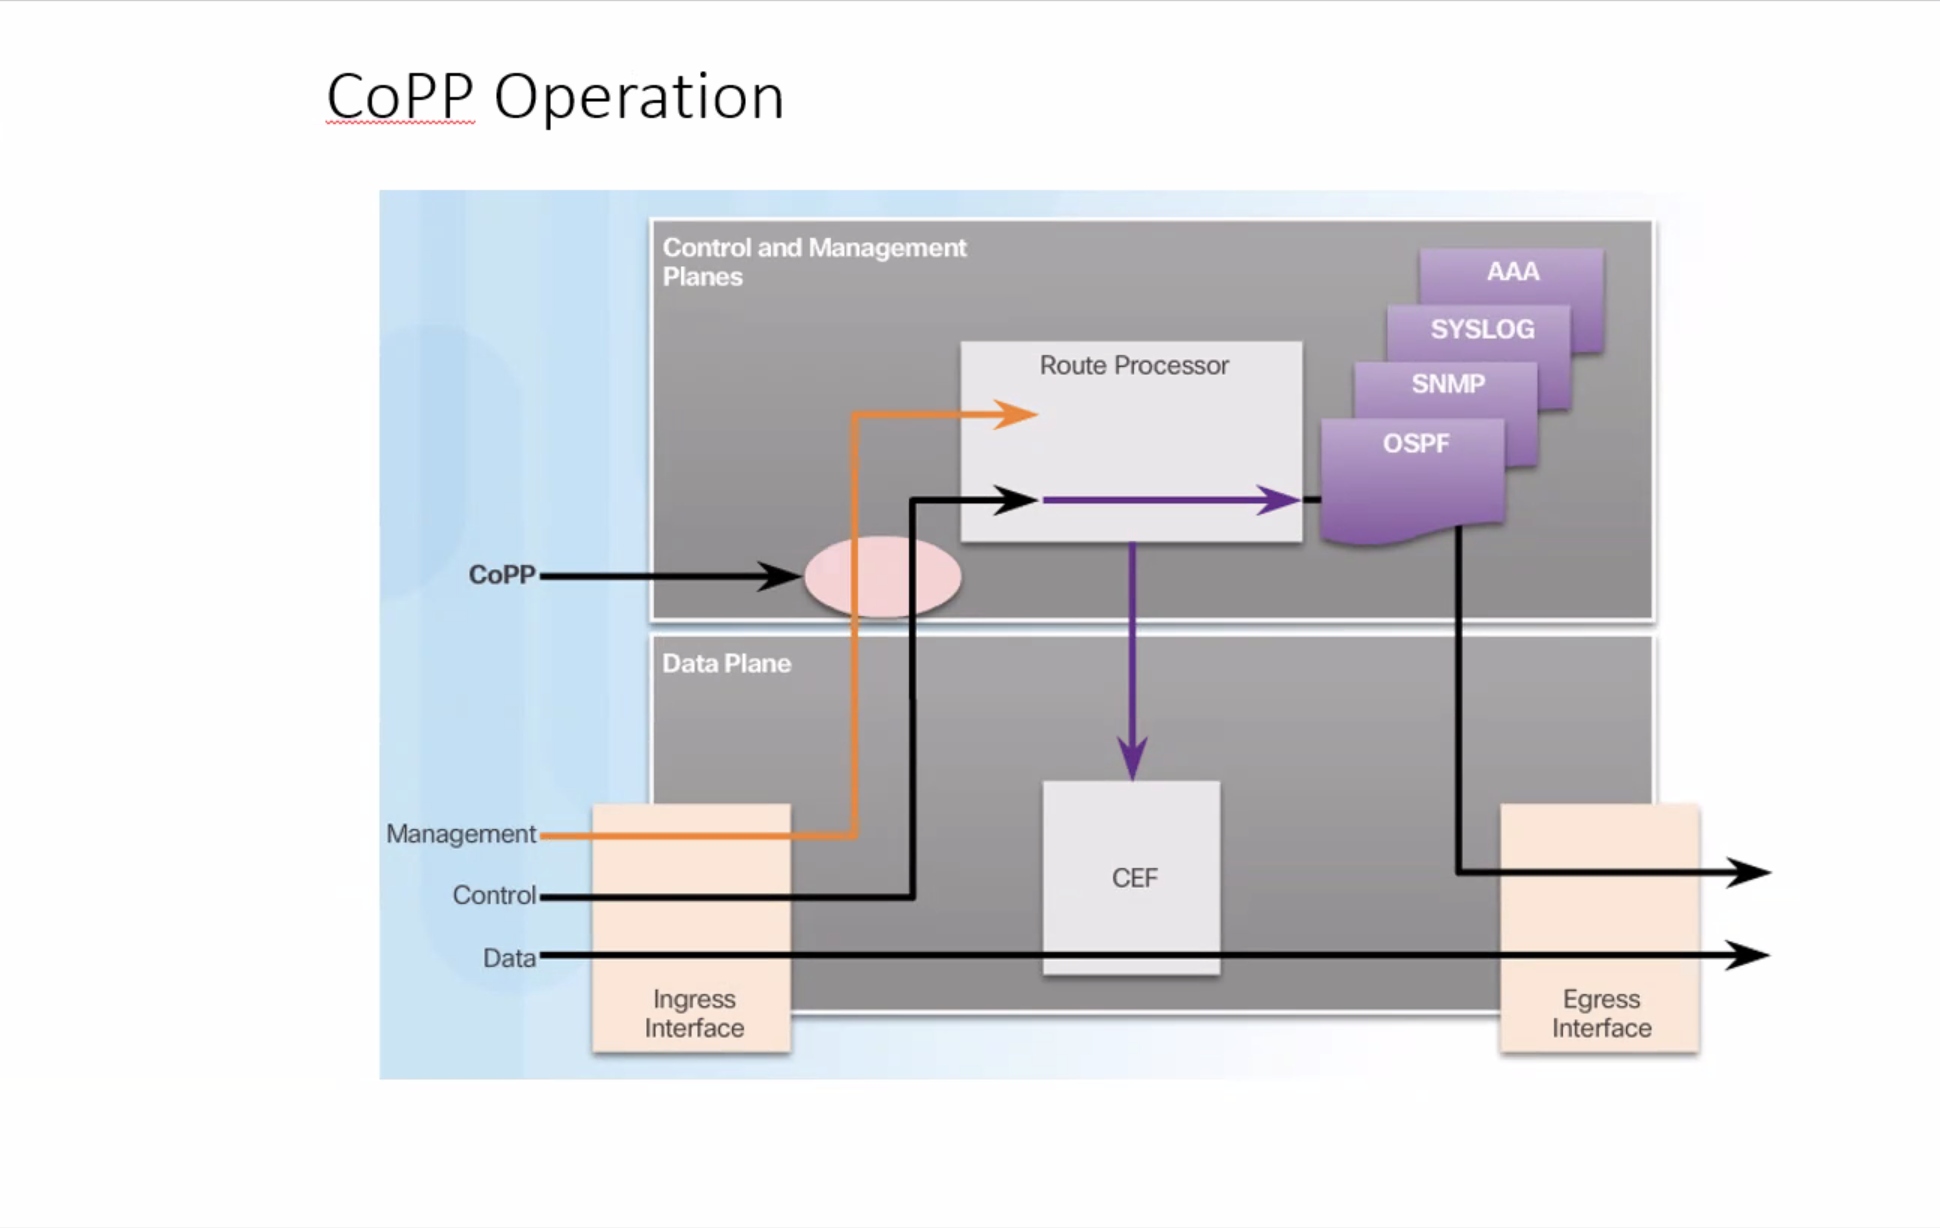 CoPP Operation
Control and Management
Planes
AAA
SYSLOG
Route Processor
SNMP
OSPF
CoPP
Data Plane
Management
CEF
Control
Data
Ingress
Interface
Egress
Interface